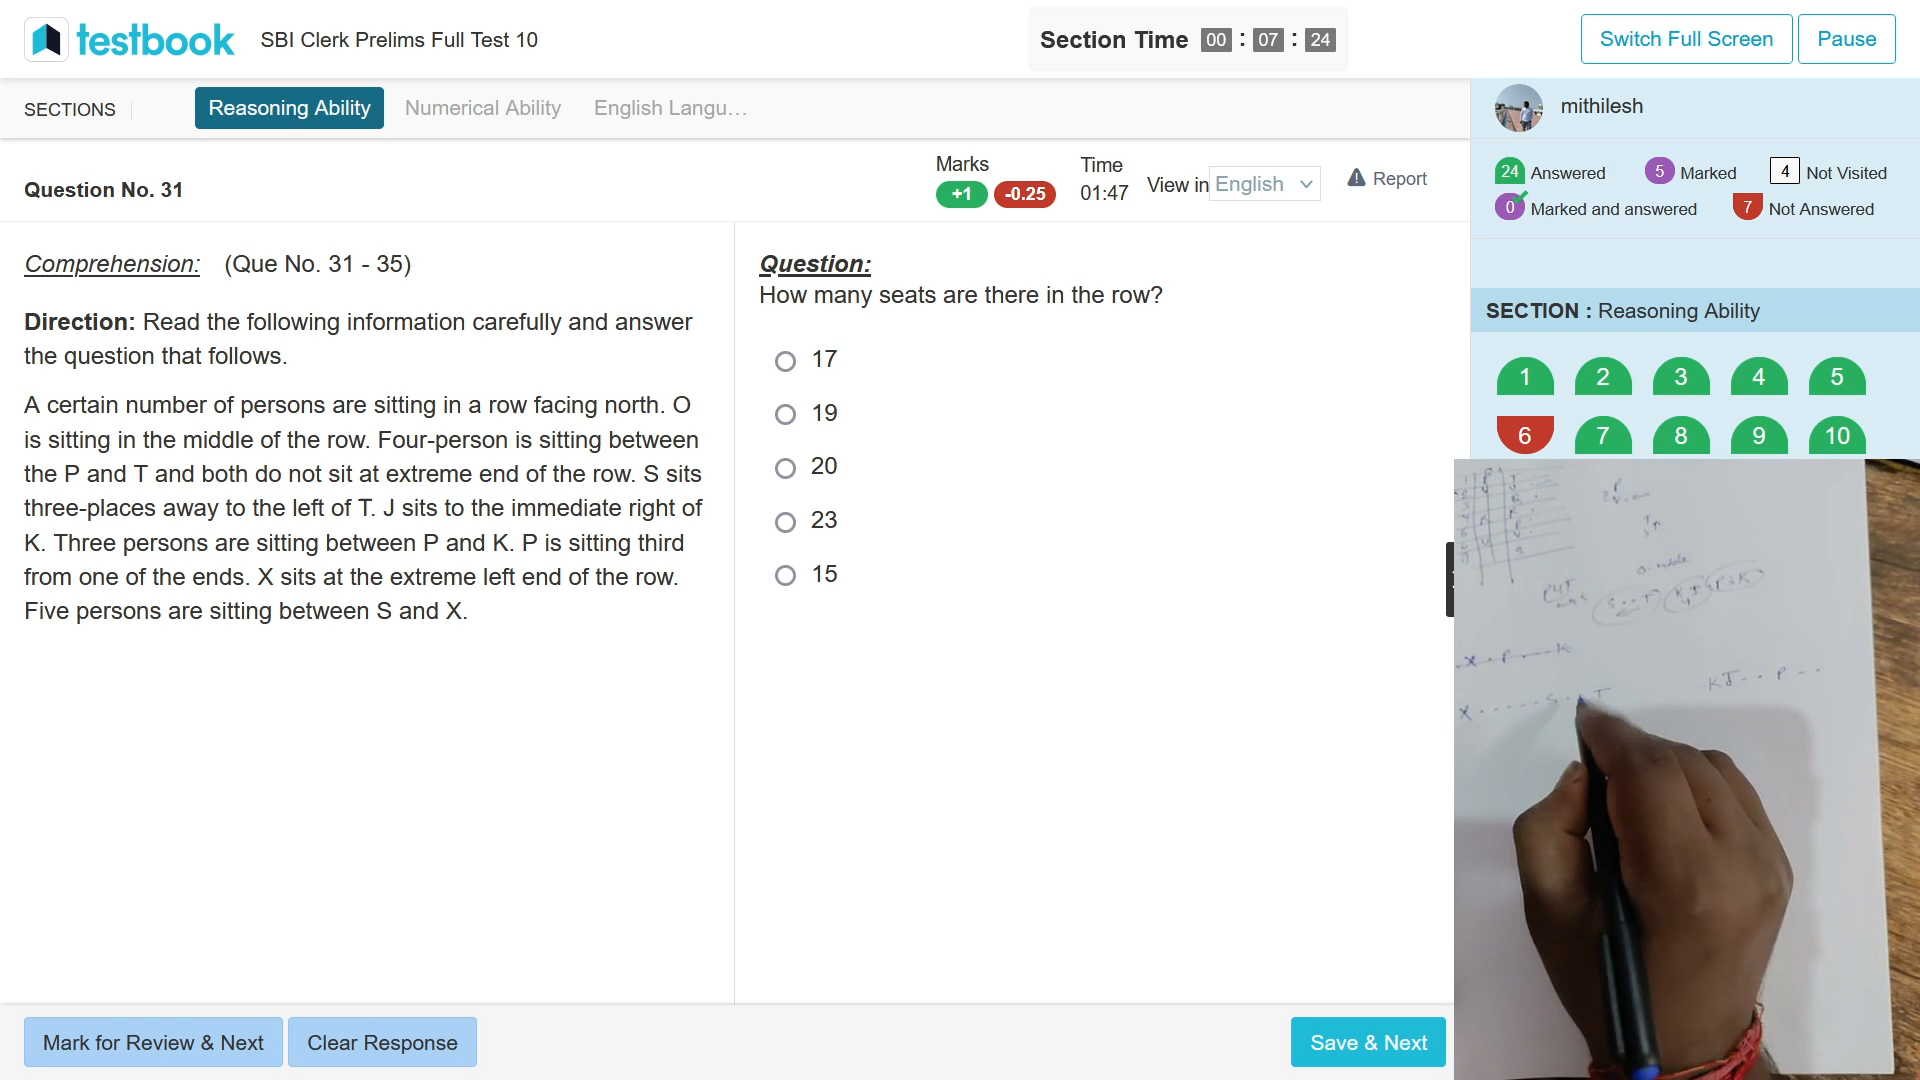 testbook SBI Clerk Prelims Full Test 10 Section Time 00 : 07 : 24 Switch Full Screen Pause
SECTIONS Reasoning Ability Numerical Ability English Langu... mithilesh
24 Answered 5 Marked 4 Not Visited
0 Marked and answered 7 Not Answered
Question No. 31 Marks +1 -0.25 Time 01:47 View in English Report
Comprehension: (Que No. 31 - 35)
Direction: Read the following information carefully and answer
the question that follows.
A certain number of persons are sitting in a row facing north. O
is sitting in the middle of the row. Four-person is sitting between
the P and T and both do not sit at extreme end of the row. S sits
three-places away to the left of T. J sits to the immediate right of
K. Three persons are sitting between P and K. P is sitting third
from one of the ends. X sits at the extreme left end of the row.
Five persons are sitting between S and X.
Question:
How many seats are there in the row?
17
19
20
23
15
SECTION : Reasoning Ability
1 2 3 4 5
6 7 8 9 10
Mark for Review & Next Clear Response Save & Next